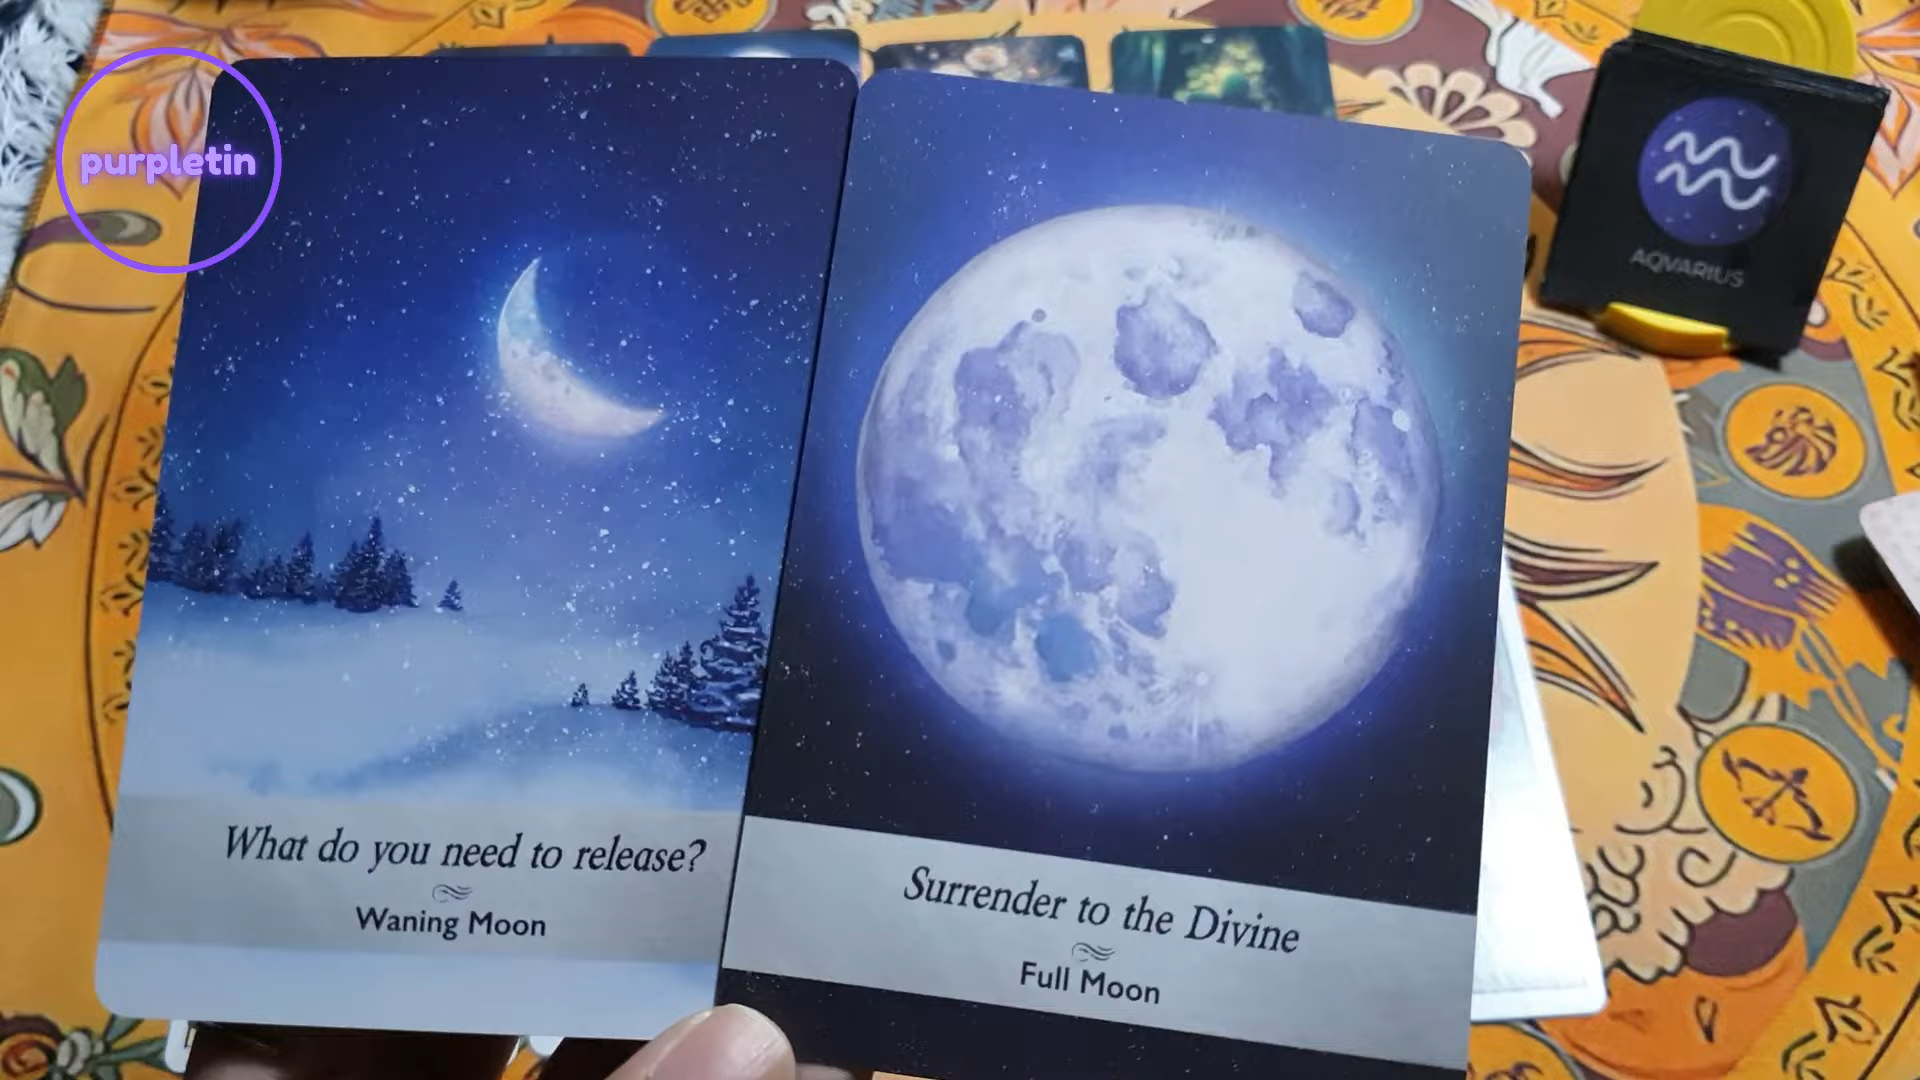 purpletin
AQVARIUS
What do you need to release?
Waning Moon
Surrender to the Divine
Full Moon